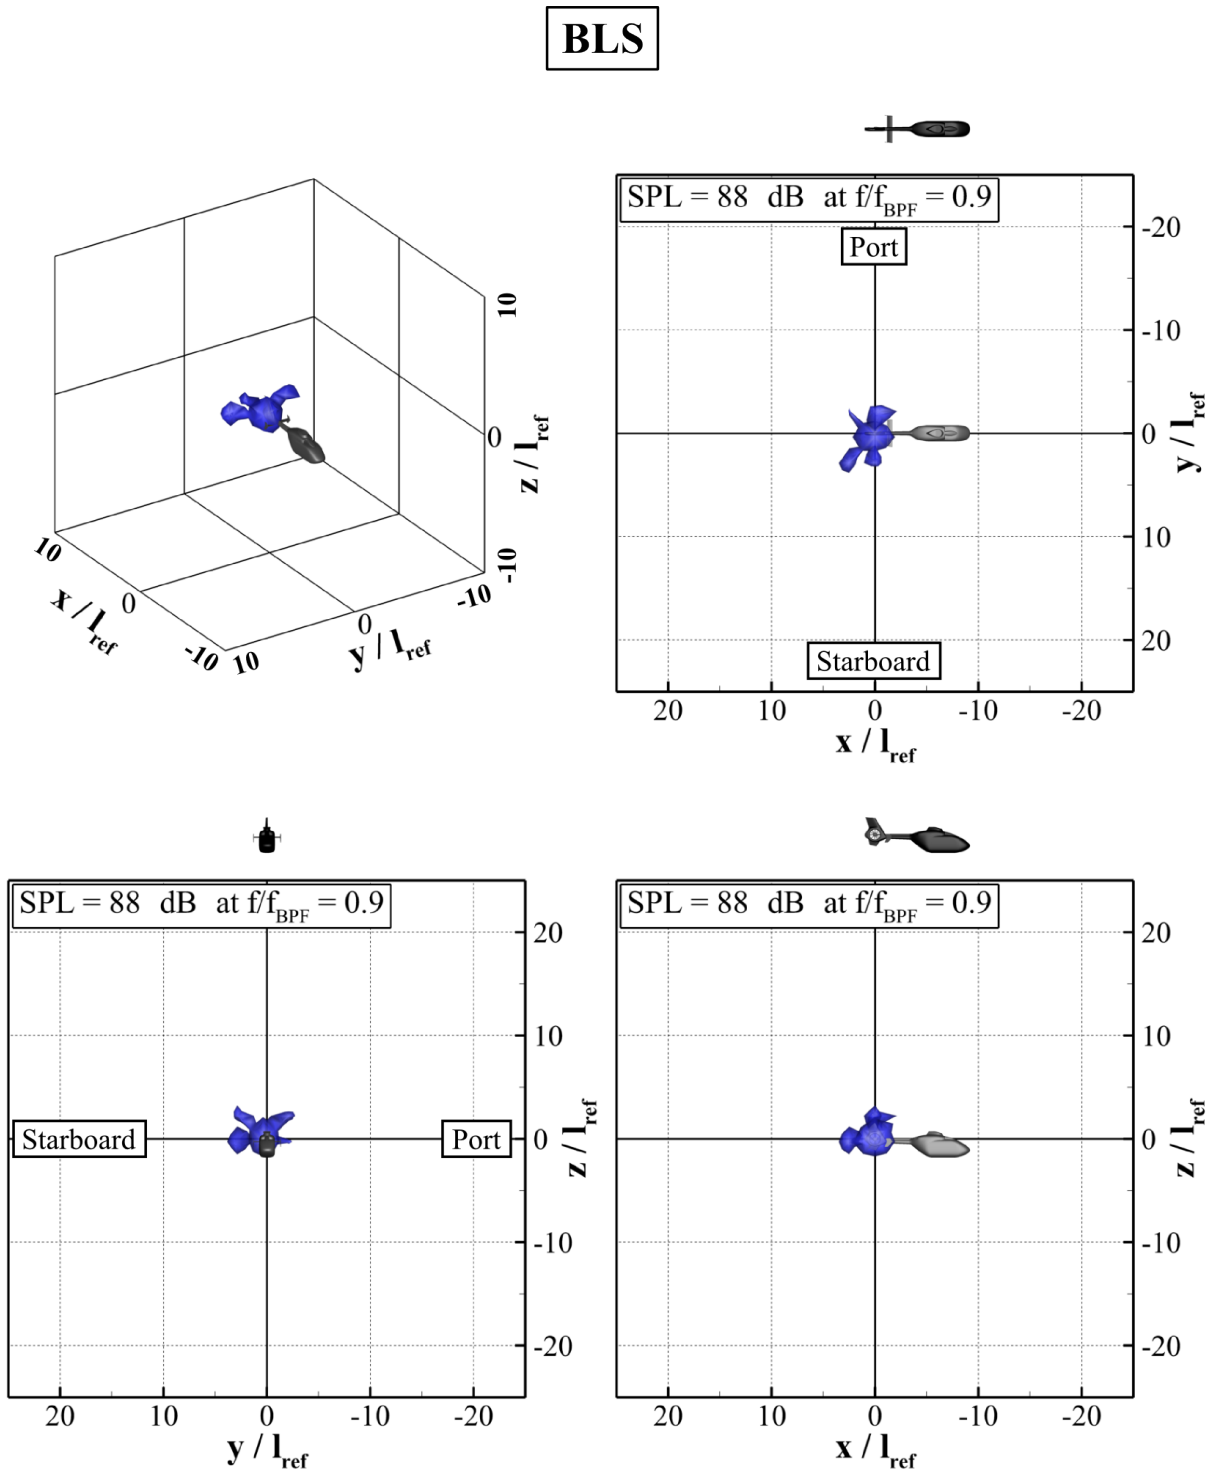 BLS
10
0
-10
z / l_ref
10
0
-10
x / l_ref
10
0
-10
y / l_ref
SPL = 88 dB at f/f_BPF = 0.9
Port
Starboard
-20
-10
0
10
20
y / l_ref
20 10 0 -10 -20
x / l_ref
SPL = 88 dB at f/f_BPF = 0.9
Starboard
Port
20
10
0
-10
-20
z / l_ref
20 10 0 -10 -20
y / l_ref
SPL = 88 dB at f/f_BPF = 0.9
20
10
0
-10
-20
z / l_ref
20 10 0 -10 -20
x / l_ref